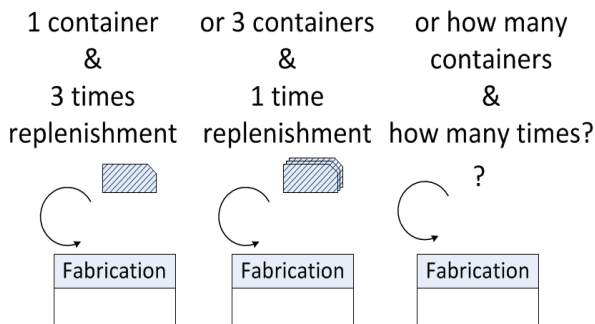 1 container
&
3 times
replenishment
or 3 containers
&
1 time
replenishment
or how many
containers
&
how many times?
?
Fabrication
Fabrication
Fabrication